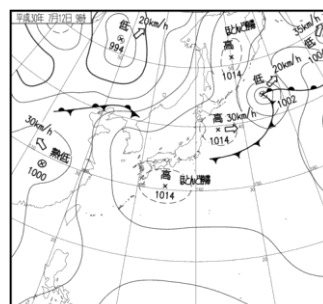 平成30年 7月12日 9時
低
20km/h
994
ほとんど停滞
高
1014
35km/h
低
20km/h
100
1002
高
30km/h
1014
30km/h
熱低
1000
高
ほとんど停滞
1014